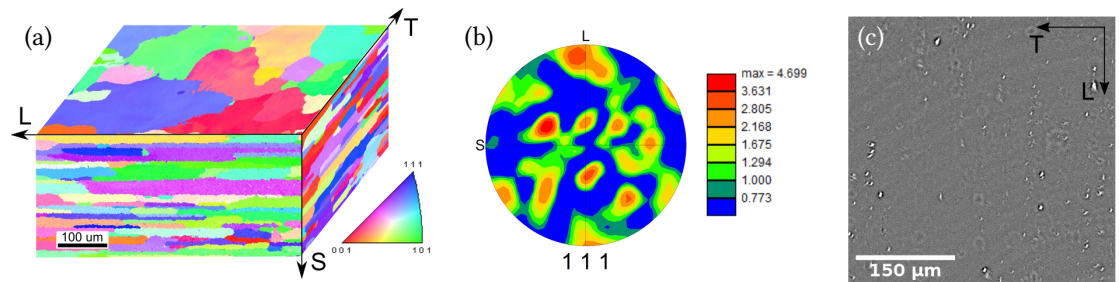 (a)
T
L
S
100 um
1 1 1
0 0 1
1 0 1
(b)
L
S
1 1 1
max = 4.699
3.631
2.805
2.168
1.675
1.294
1.000
0.773
(c)
T
L
150 µm